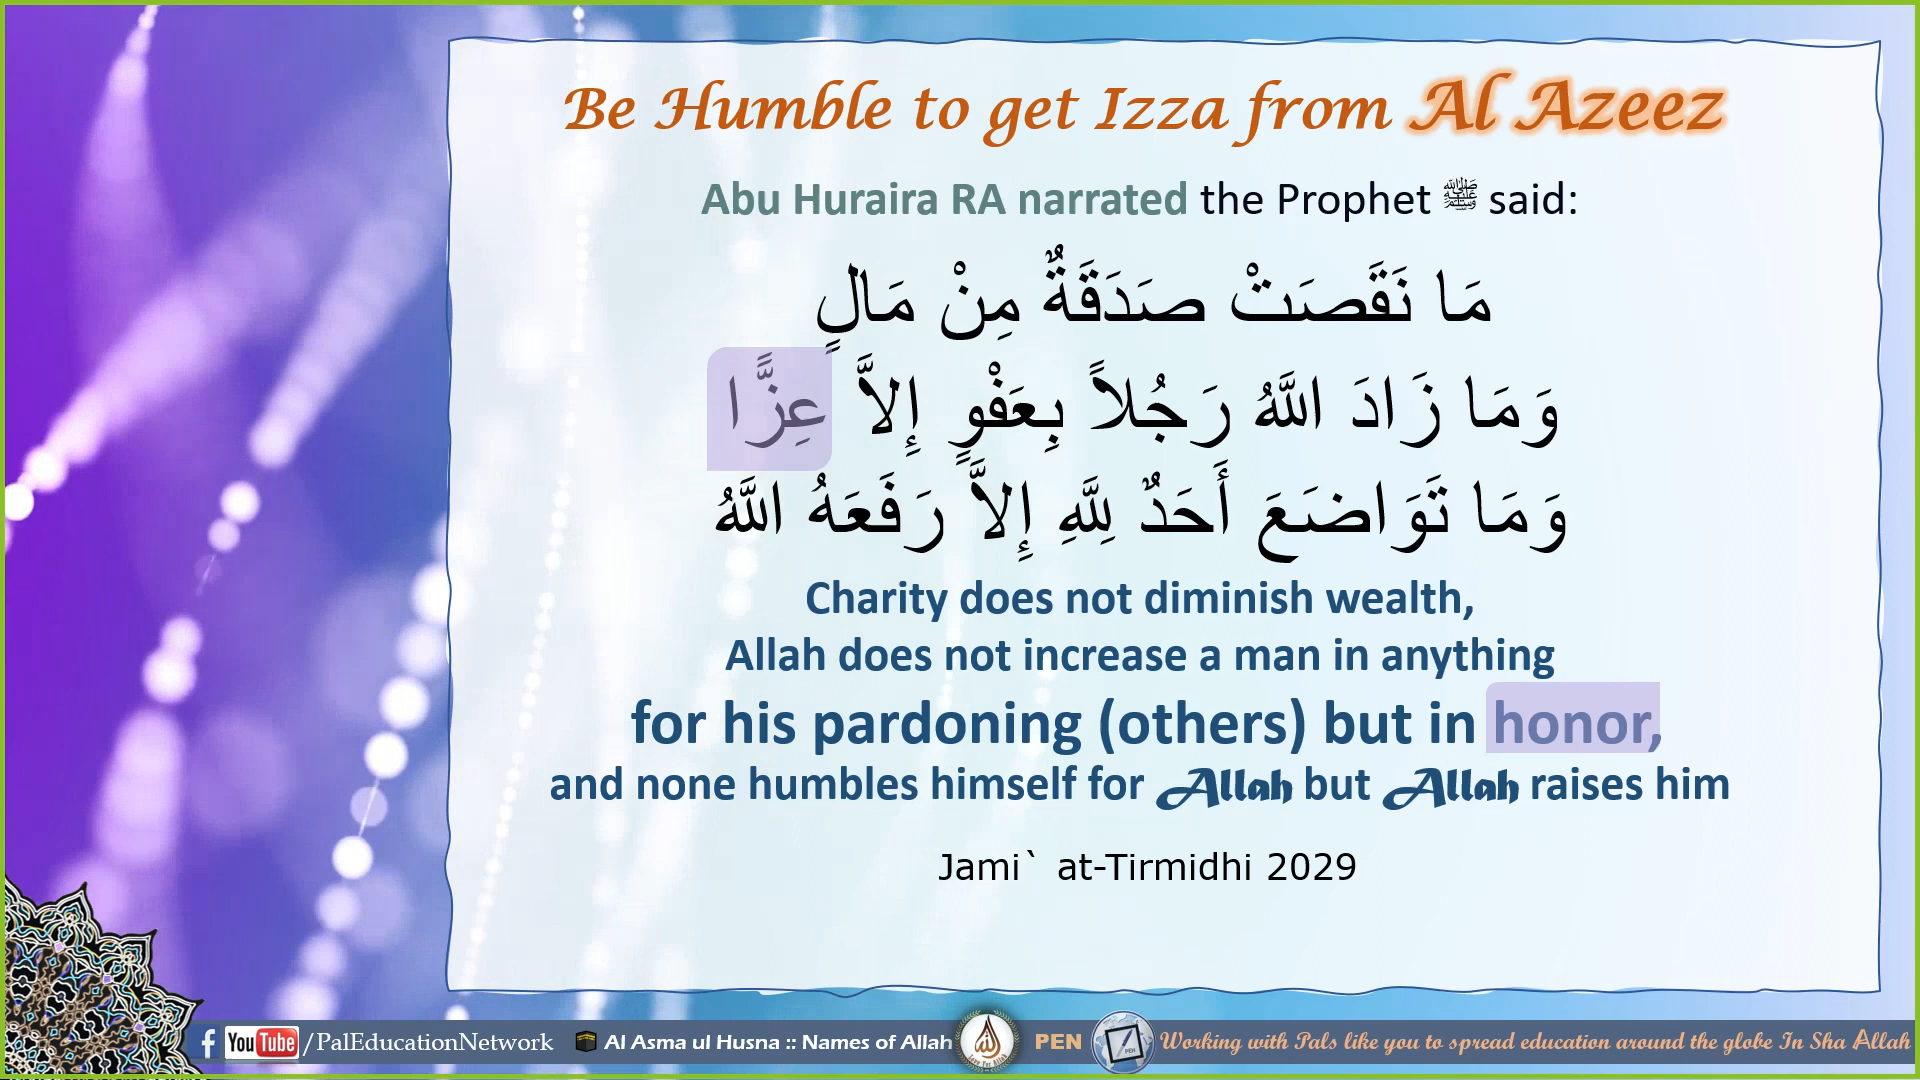 Be Humble to get Izza from Al Azeez
Abu Huraira RA narrated the Prophet ﷺ said:
مَا نَقَصَتْ صَدَقَةٌ مِنْ مَالٍ
وَمَا زَادَ اللَّهُ رَجُلاً بِعَفْوٍ إِلاَّ عِزًّا
وَمَا تَوَاضَعَ أَحَدٌ لِلَّهِ إِلاَّ رَفَعَهُ اللَّهُ
Charity does not diminish wealth,
Allah does not increase a man in anything
for his pardoning (others) but in honor,
and none humbles himself for Allah but Allah raises him
Jami` at-Tirmidhi 2029
f YouTube /PalEducationNetwork Al Asma ul Husna :: Names of Allah PEN Working with Pals like you to spread education around the globe In Sha Allah